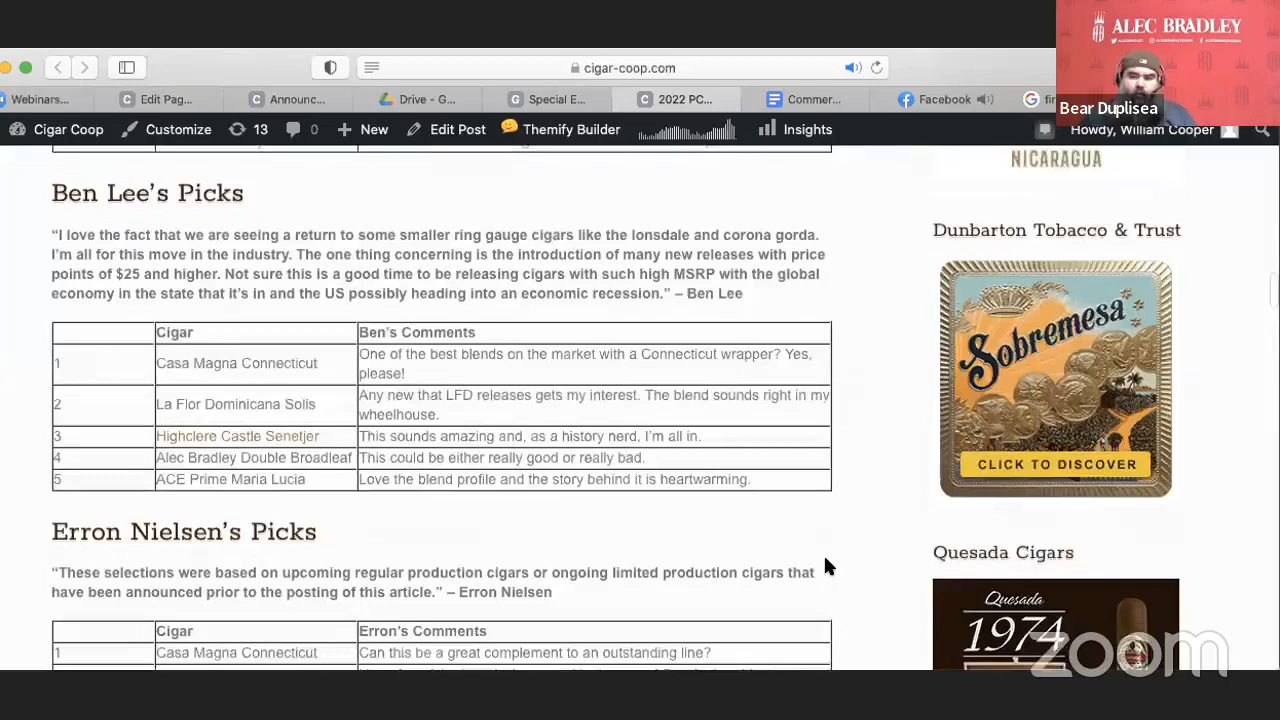 ALEC BRADLEY
Bear Duplisea
cigar-coop.com
Webinars...
Edit Pag...
Announc...
Drive - G...
Special E...
2022 PC...
Commer...
Facebook
fir
Cigar Coop
Customize
13
0
New
Edit Post
Themify Builder
Insights
Howdy, William Cooper
NICARAGUA
Ben Lee's Picks
“I love the fact that we are seeing a return to some smaller ring gauge cigars like the lonsdale and corona gorda.
I'm all for this move in the industry. The one thing concerning is the introduction of many new releases with price
points of $25 and higher. Not sure this is a good time to be releasing cigars with such high MSRP with the global
economy in the state that it's in and the US possibly heading into an economic recession.” – Ben Lee
Cigar Ben's Comments
1 Casa Magna Connecticut One of the best blends on the market with a Connecticut wrapper? Yes,
please!
2 La Flor Dominicana Solis Any new that LFD releases gets my interest. The blend sounds right in my
wheelhouse.
3 Highclere Castle Senetjer This sounds amazing and, as a history nerd, I'm all in.
4 Alec Bradley Double Broadleaf This could be either really good or really bad.
5 ACE Prime Maria Lucia Love the blend profile and the story behind it is heartwarming.
Erron Nielsen's Picks
“These selections were based on upcoming regular production cigars or ongoing limited production cigars that
have been announced prior to the posting of this article.” – Erron Nielsen
Cigar Erron's Comments
1 Casa Magna Connecticut Can this be a great complement to an outstanding line?
Dunbarton Tobacco & Trust
Sobremesa
CLICK TO DISCOVER
Quesada Cigars
Quesada
1974
zoom